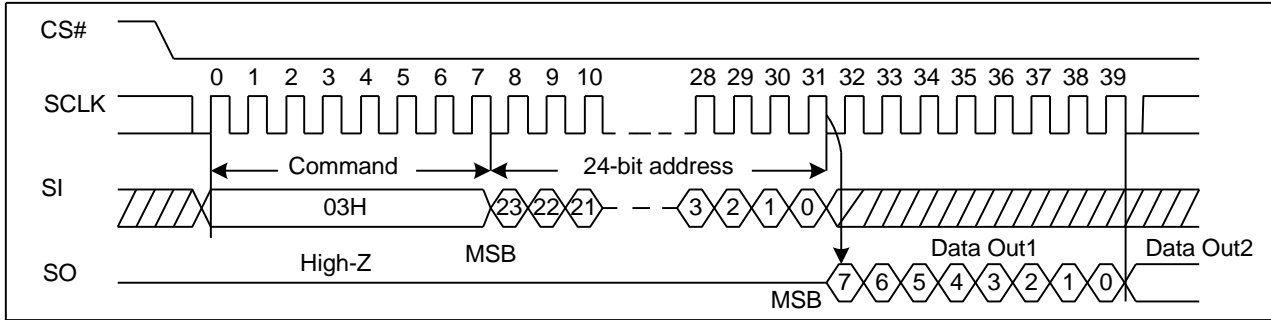 CS#
0 1 2 3 4 5 6 7 8 9 10 28 29 30 31 32 33 34 35 36 37 38 39
SCLK
Command 24-bit address
SI
03H 23 22 21 3 2 1 0
High-Z MSB Data Out1 Data Out2
SO
MSB 7 6 5 4 3 2 1 0